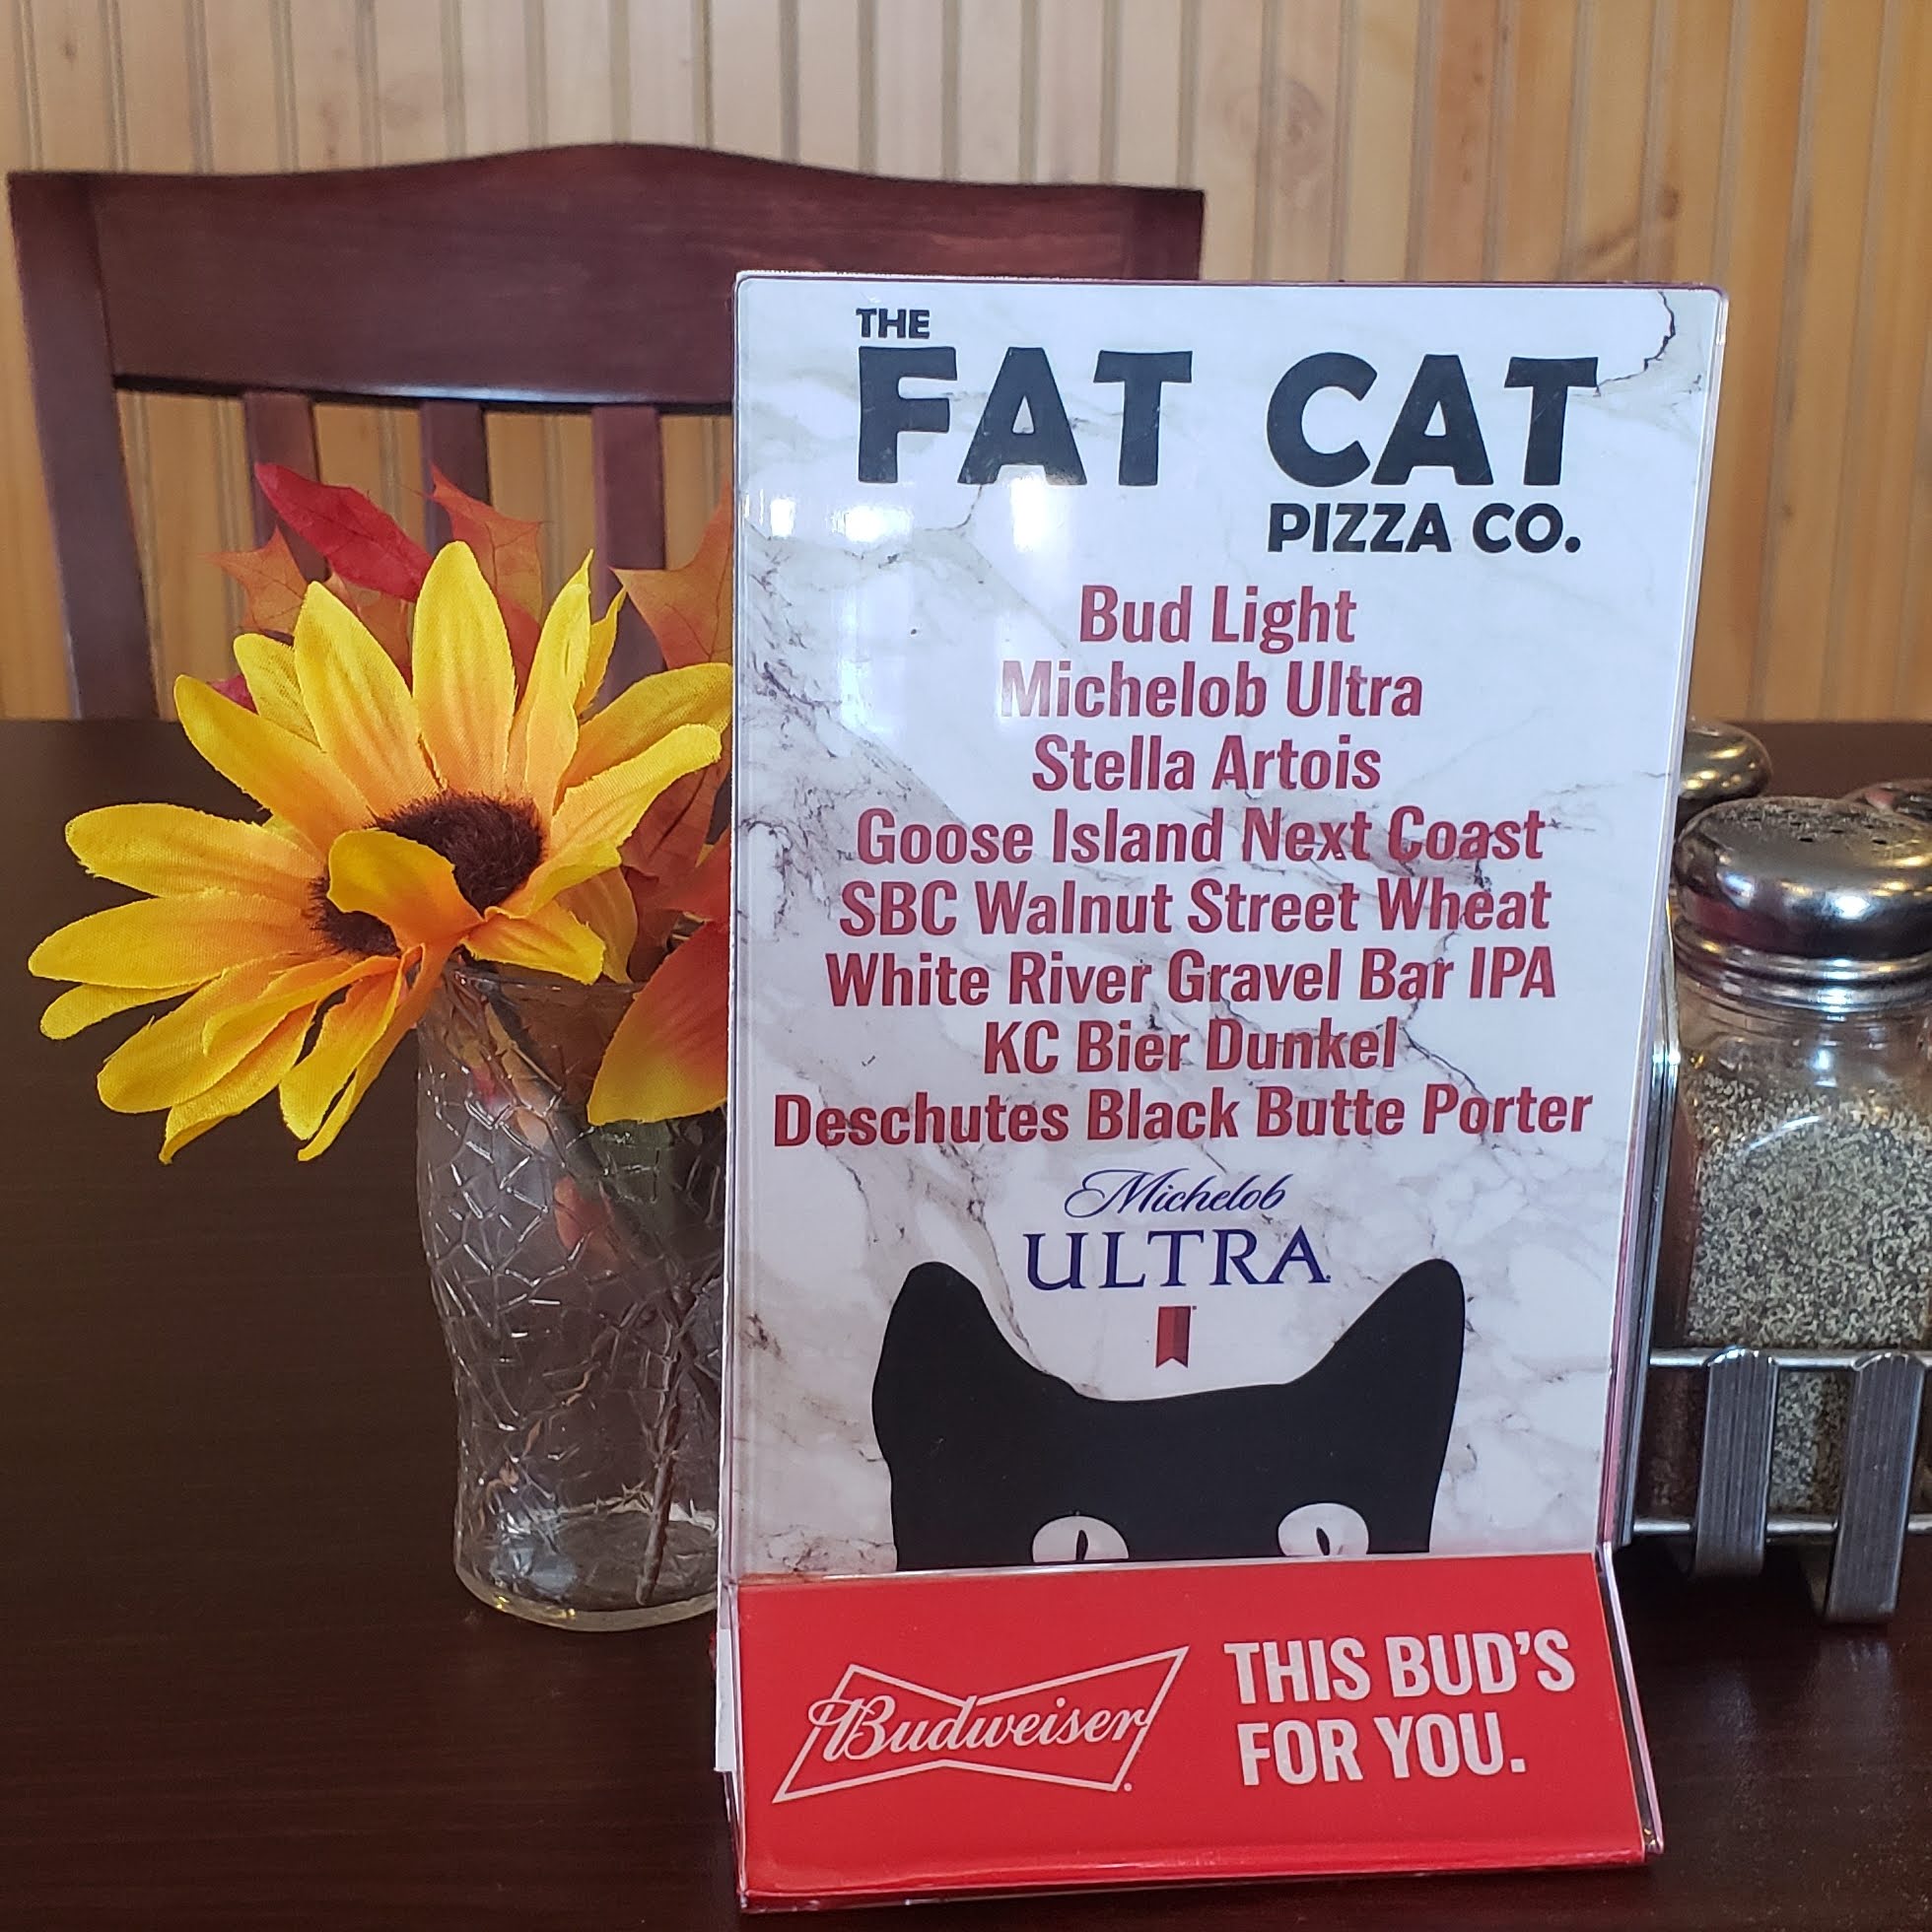 THE
FAT CAT
PIZZA CO.
Bud Light
Michelob Ultra
Stella Artois
Goose Island Next Coast
SBC Walnut Street Wheat
White River Gravel Bar IPA
KC Bier Dunkel
Deschutes Black Butte Porter
Michelob
ULTRA
Budweiser
THIS BUD'S
FOR YOU.